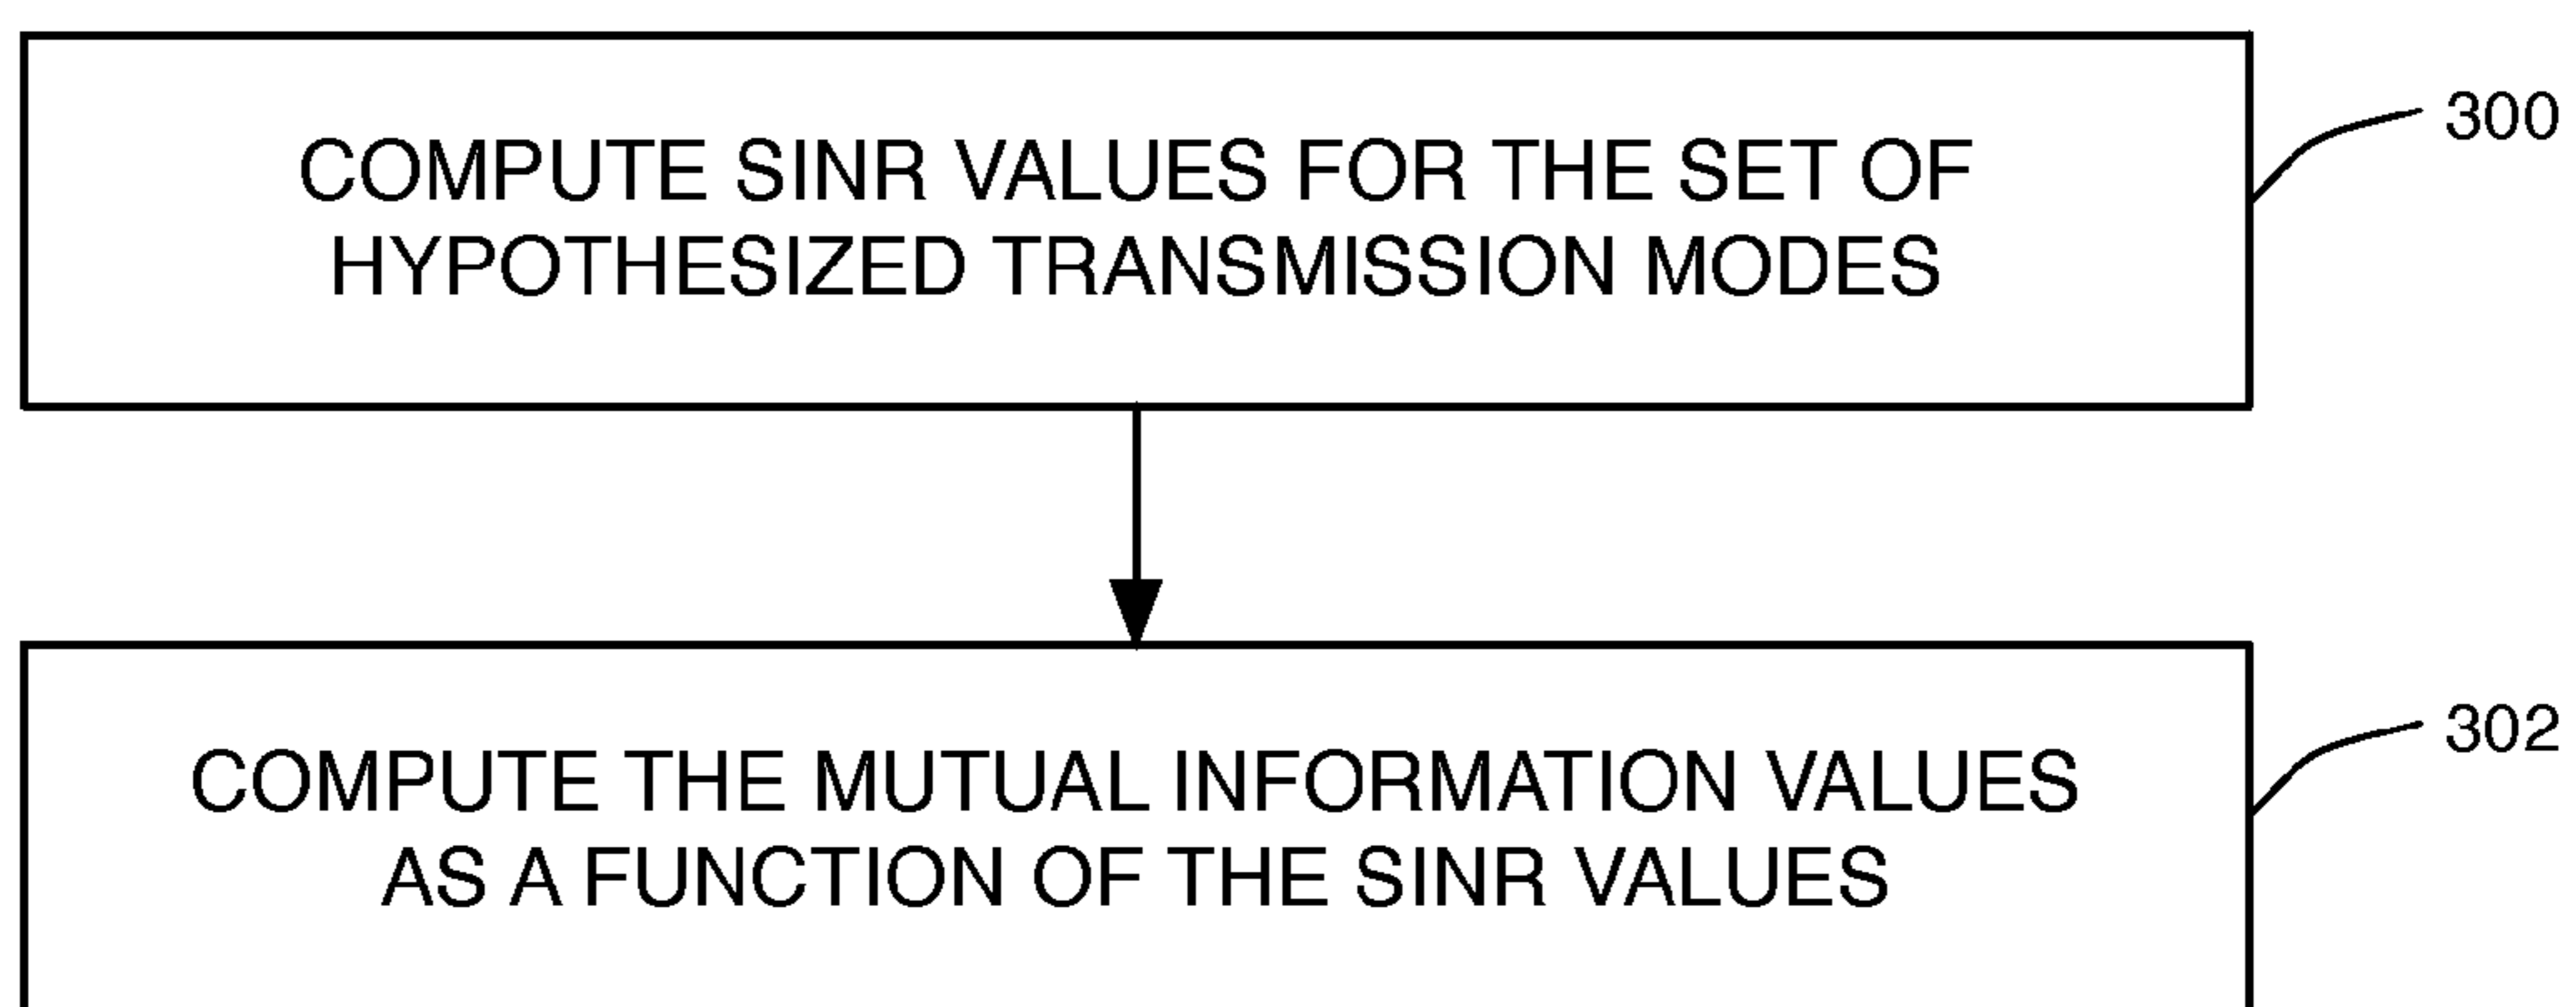 COMPUTE SINR VALUES FOR THE SET OF
HYPOTHESIZED TRANSMISSION MODES
300
COMPUTE THE MUTUAL INFORMATION VALUES
AS A FUNCTION OF THE SINR VALUES
302